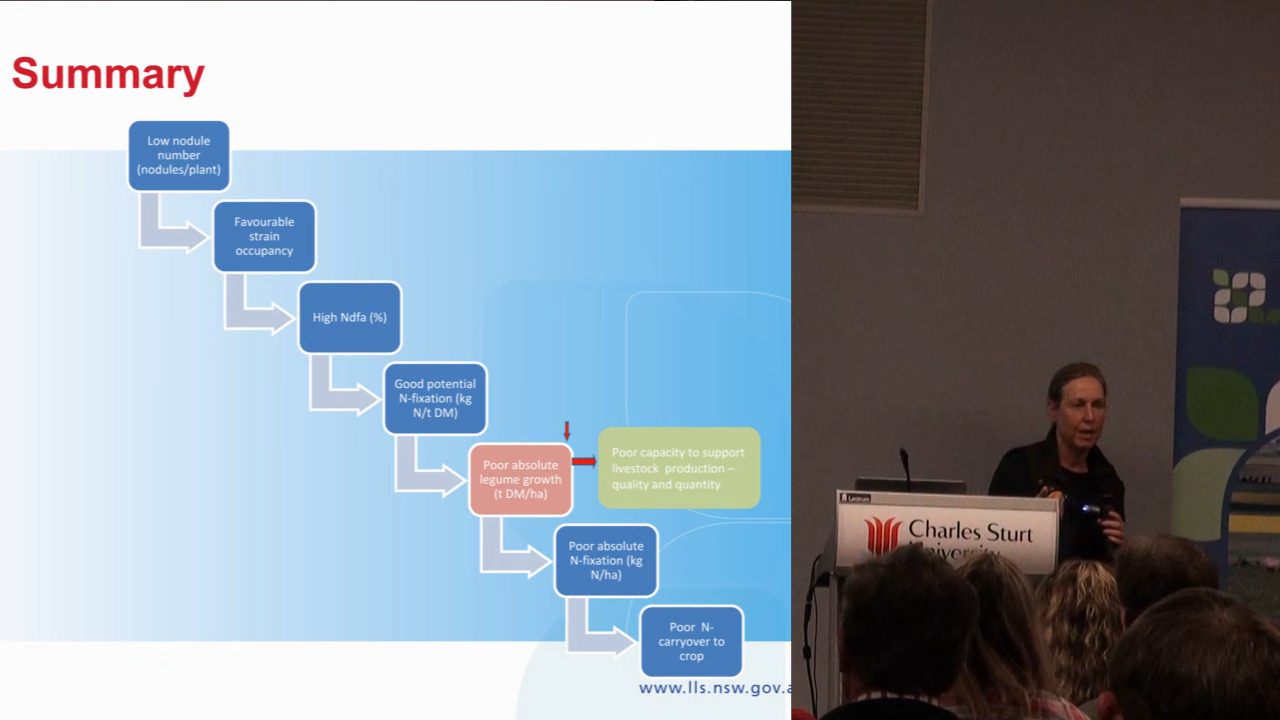 Summary
Low nodule
number
(nodules/plant)
Favourable
strain
occupancy
High Ndfa (%)
Good potential
N-fixation (kg
N/t DM)
Poor absolute
legume growth
(t DM/ha)
Poor capacity to support
livestock production –
quality and quantity
Poor absolute
N-fixation (kg
N/ha)
Poor N-
carryover to
crop
www.lls.nsw.gov.a
Lectrum
Charles Sturt
University